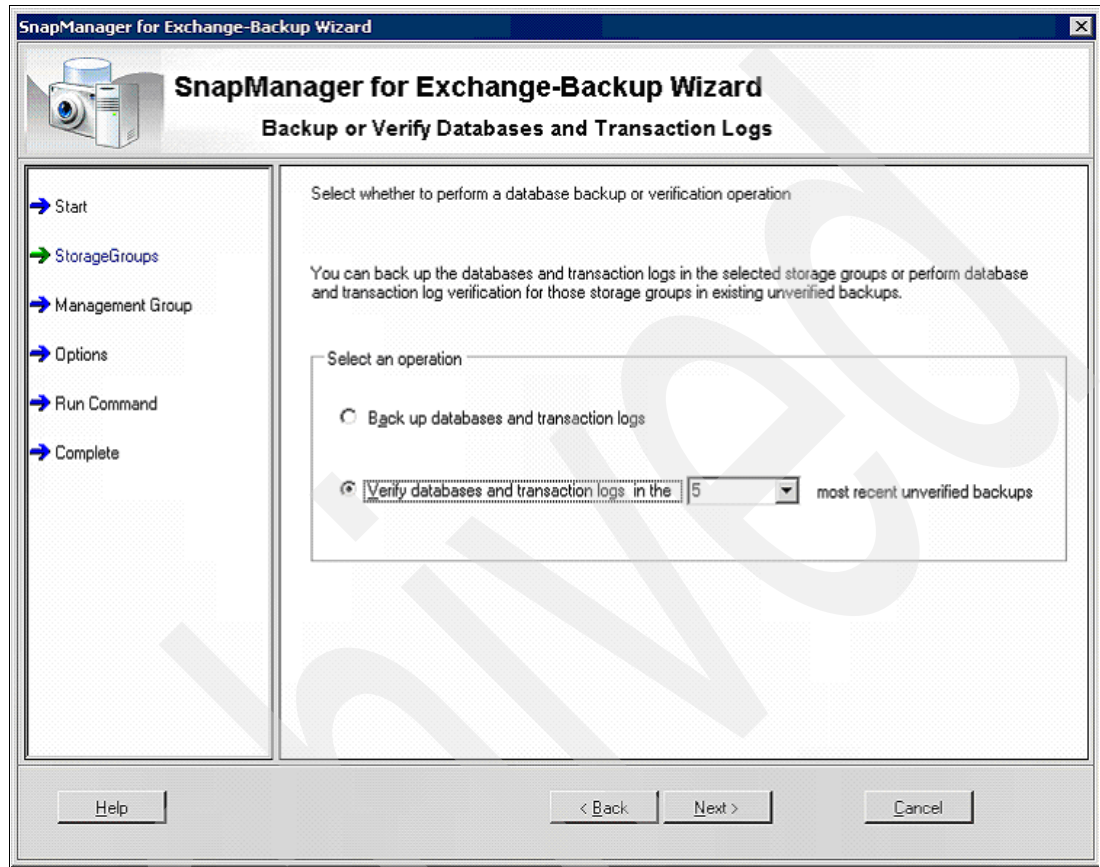 SnapManager for Exchange-Backup Wizard
SnapManager for Exchange-Backup Wizard
Backup or Verify Databases and Transaction Logs
Start
StorageGroups
Management Group
Options
Run Command
Complete
Select whether to perform a database backup or verification operation
You can back up the databases and transaction logs in the selected storage groups or perform database
and transaction log verification for those storage groups in existing unverified backups.
Select an operation
Back up databases and transaction logs
Verify databases and transaction logs in the 5 most recent unverified backups
Help
< Back
Next >
Cancel
hived